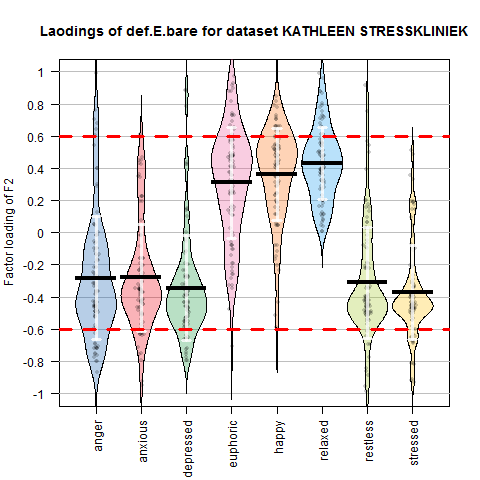 Laodings of def.E.bare for dataset KATHLEEN STRESSKLINIEK
Factor loading of F2
1
0.8
0.6
0.4
0.2
0
-0.2
-0.4
-0.6
-0.8
-1
anger
anxious
depressed
euphoric
happy
relaxed
restless
stressed